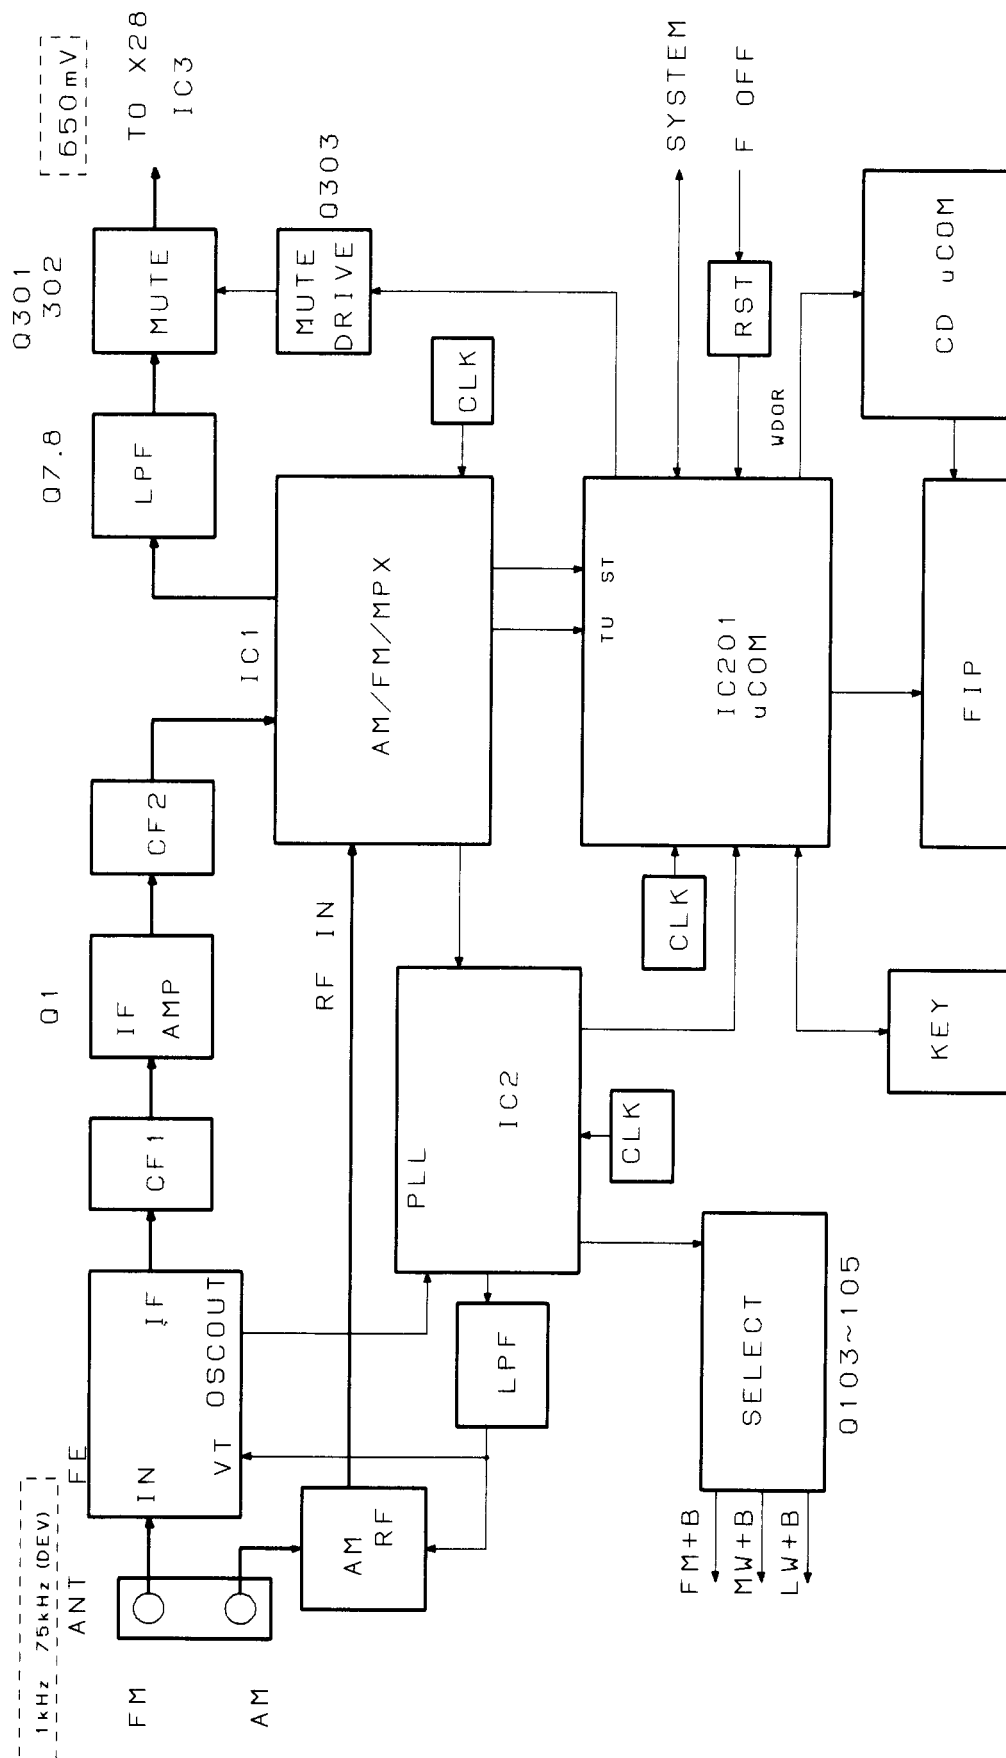 1kHz 75kHz (DEV)
ANT
FM
AM
FE
IN
IF
VT OSCOUT
CF1
Q1
IF
AMP
CF2
Q7.8
LPF
Q301
302
MUTE
650mV
TO X28
IC3
MUTE
DRIVE
Q303
AM
RF
RF IN
IC1
AM/FM/MPX
CLK
LPF
PLL
IC2
CLK
CLK
TU ST
IC201
uCOM
SYSTEM
RST
F OFF
WDOR
SELECT
Q103~105
FM+B
MW+B
LW+B
KEY
FIP
CD uCOM